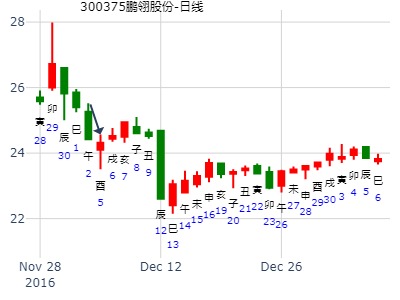 300375鹏翎股份-日线
28
26
24
22
寅
28
卯
29
辰
30
巳
1
午
2
酉
5
戌
6
亥
7
子
8
丑
9
辰
12
巳
13
午
14
未
15
申
16
亥
19
子
20
丑
21
寅
22
卯
23
午
26
未
27
申
28
酉
29
戌
30
寅
3
卯
4
辰
5
巳
6
Nov 28
2016
Dec 12
Dec 26